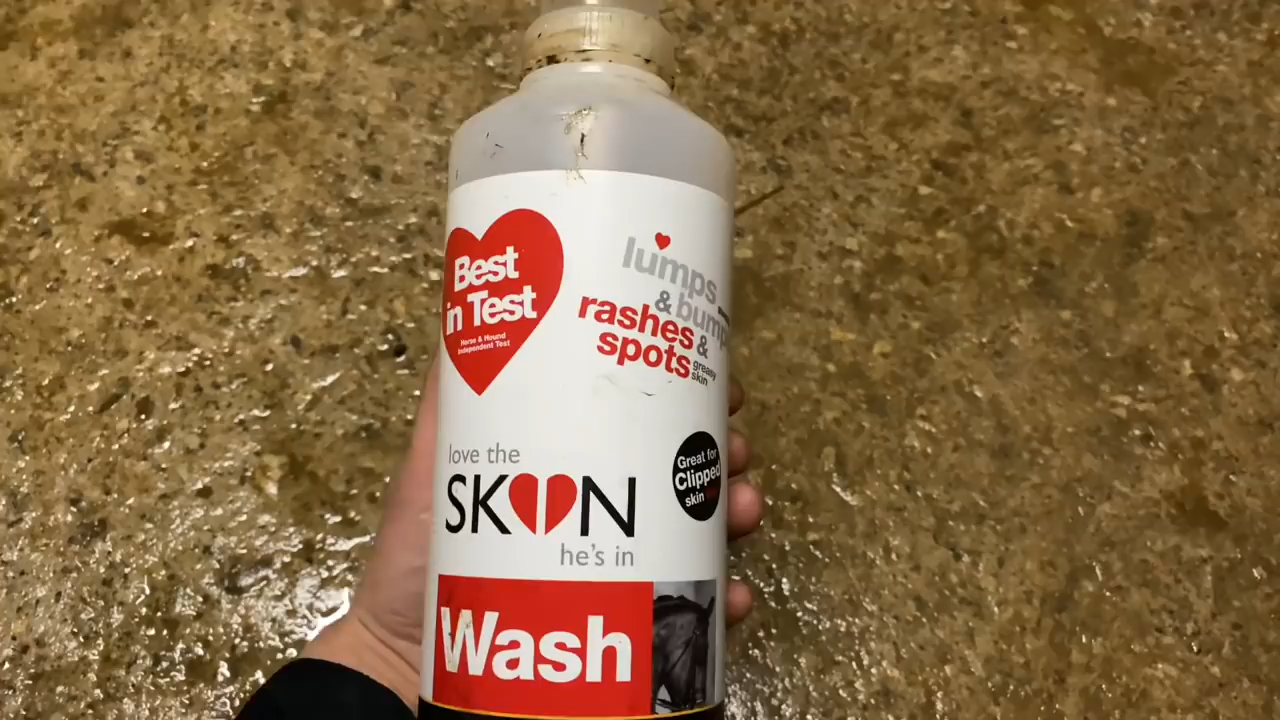 Best
in Test
Horse & Hound
Independent Test
lumps
& bump
rashes &
spots greasy
skin
love the
SKIN
he's in
Great for
Clipped
skin
Wash